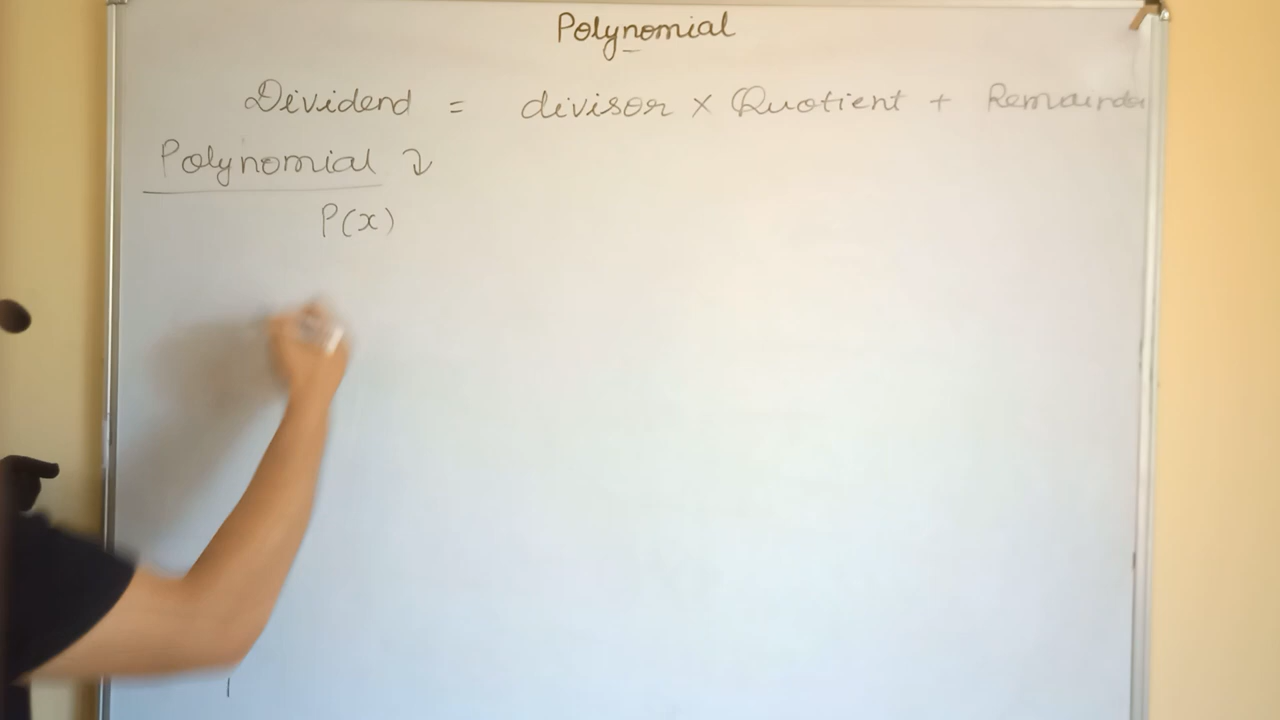 Polynomial
Dividend = divisor × Quotient + Remainder
Polynomial ↴
P(x)